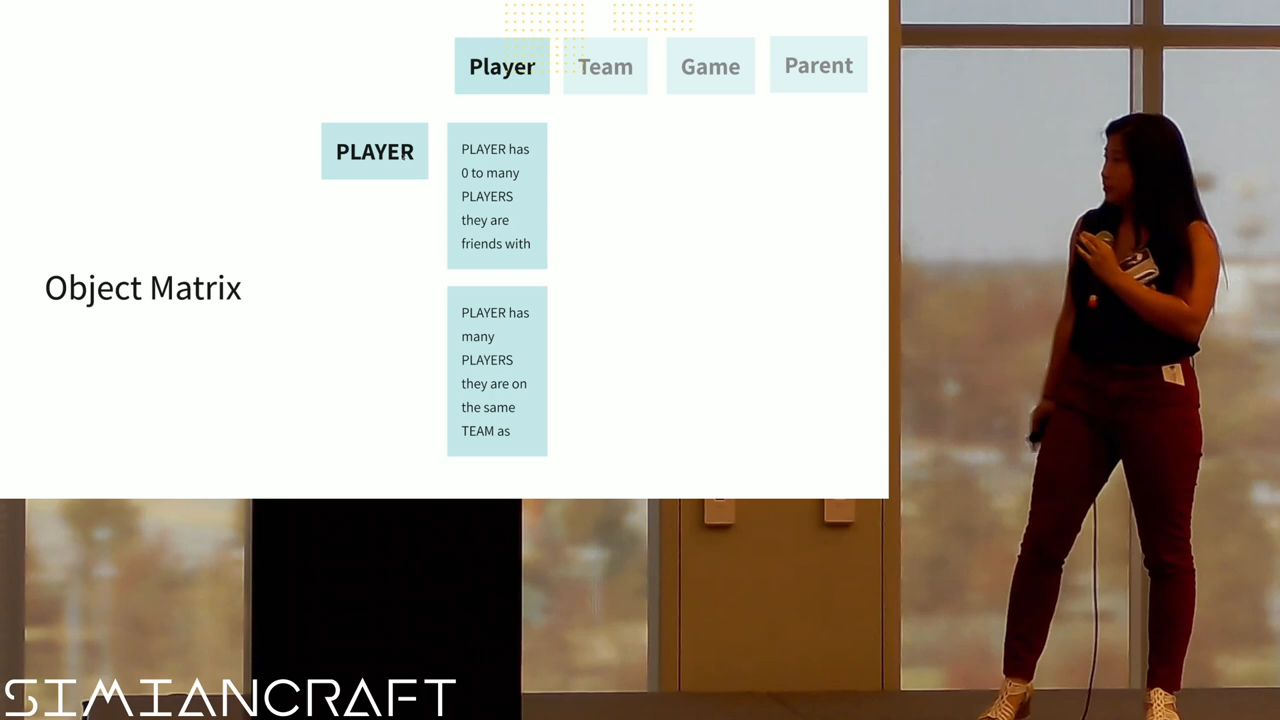 Player
Team
Game
Parent
PLAYER
PLAYER has
0 to many
PLAYERS
they are
friends with
Object Matrix
PLAYER has
many
PLAYERS
they are on
the same
TEAM as
SIMIANCRAFT